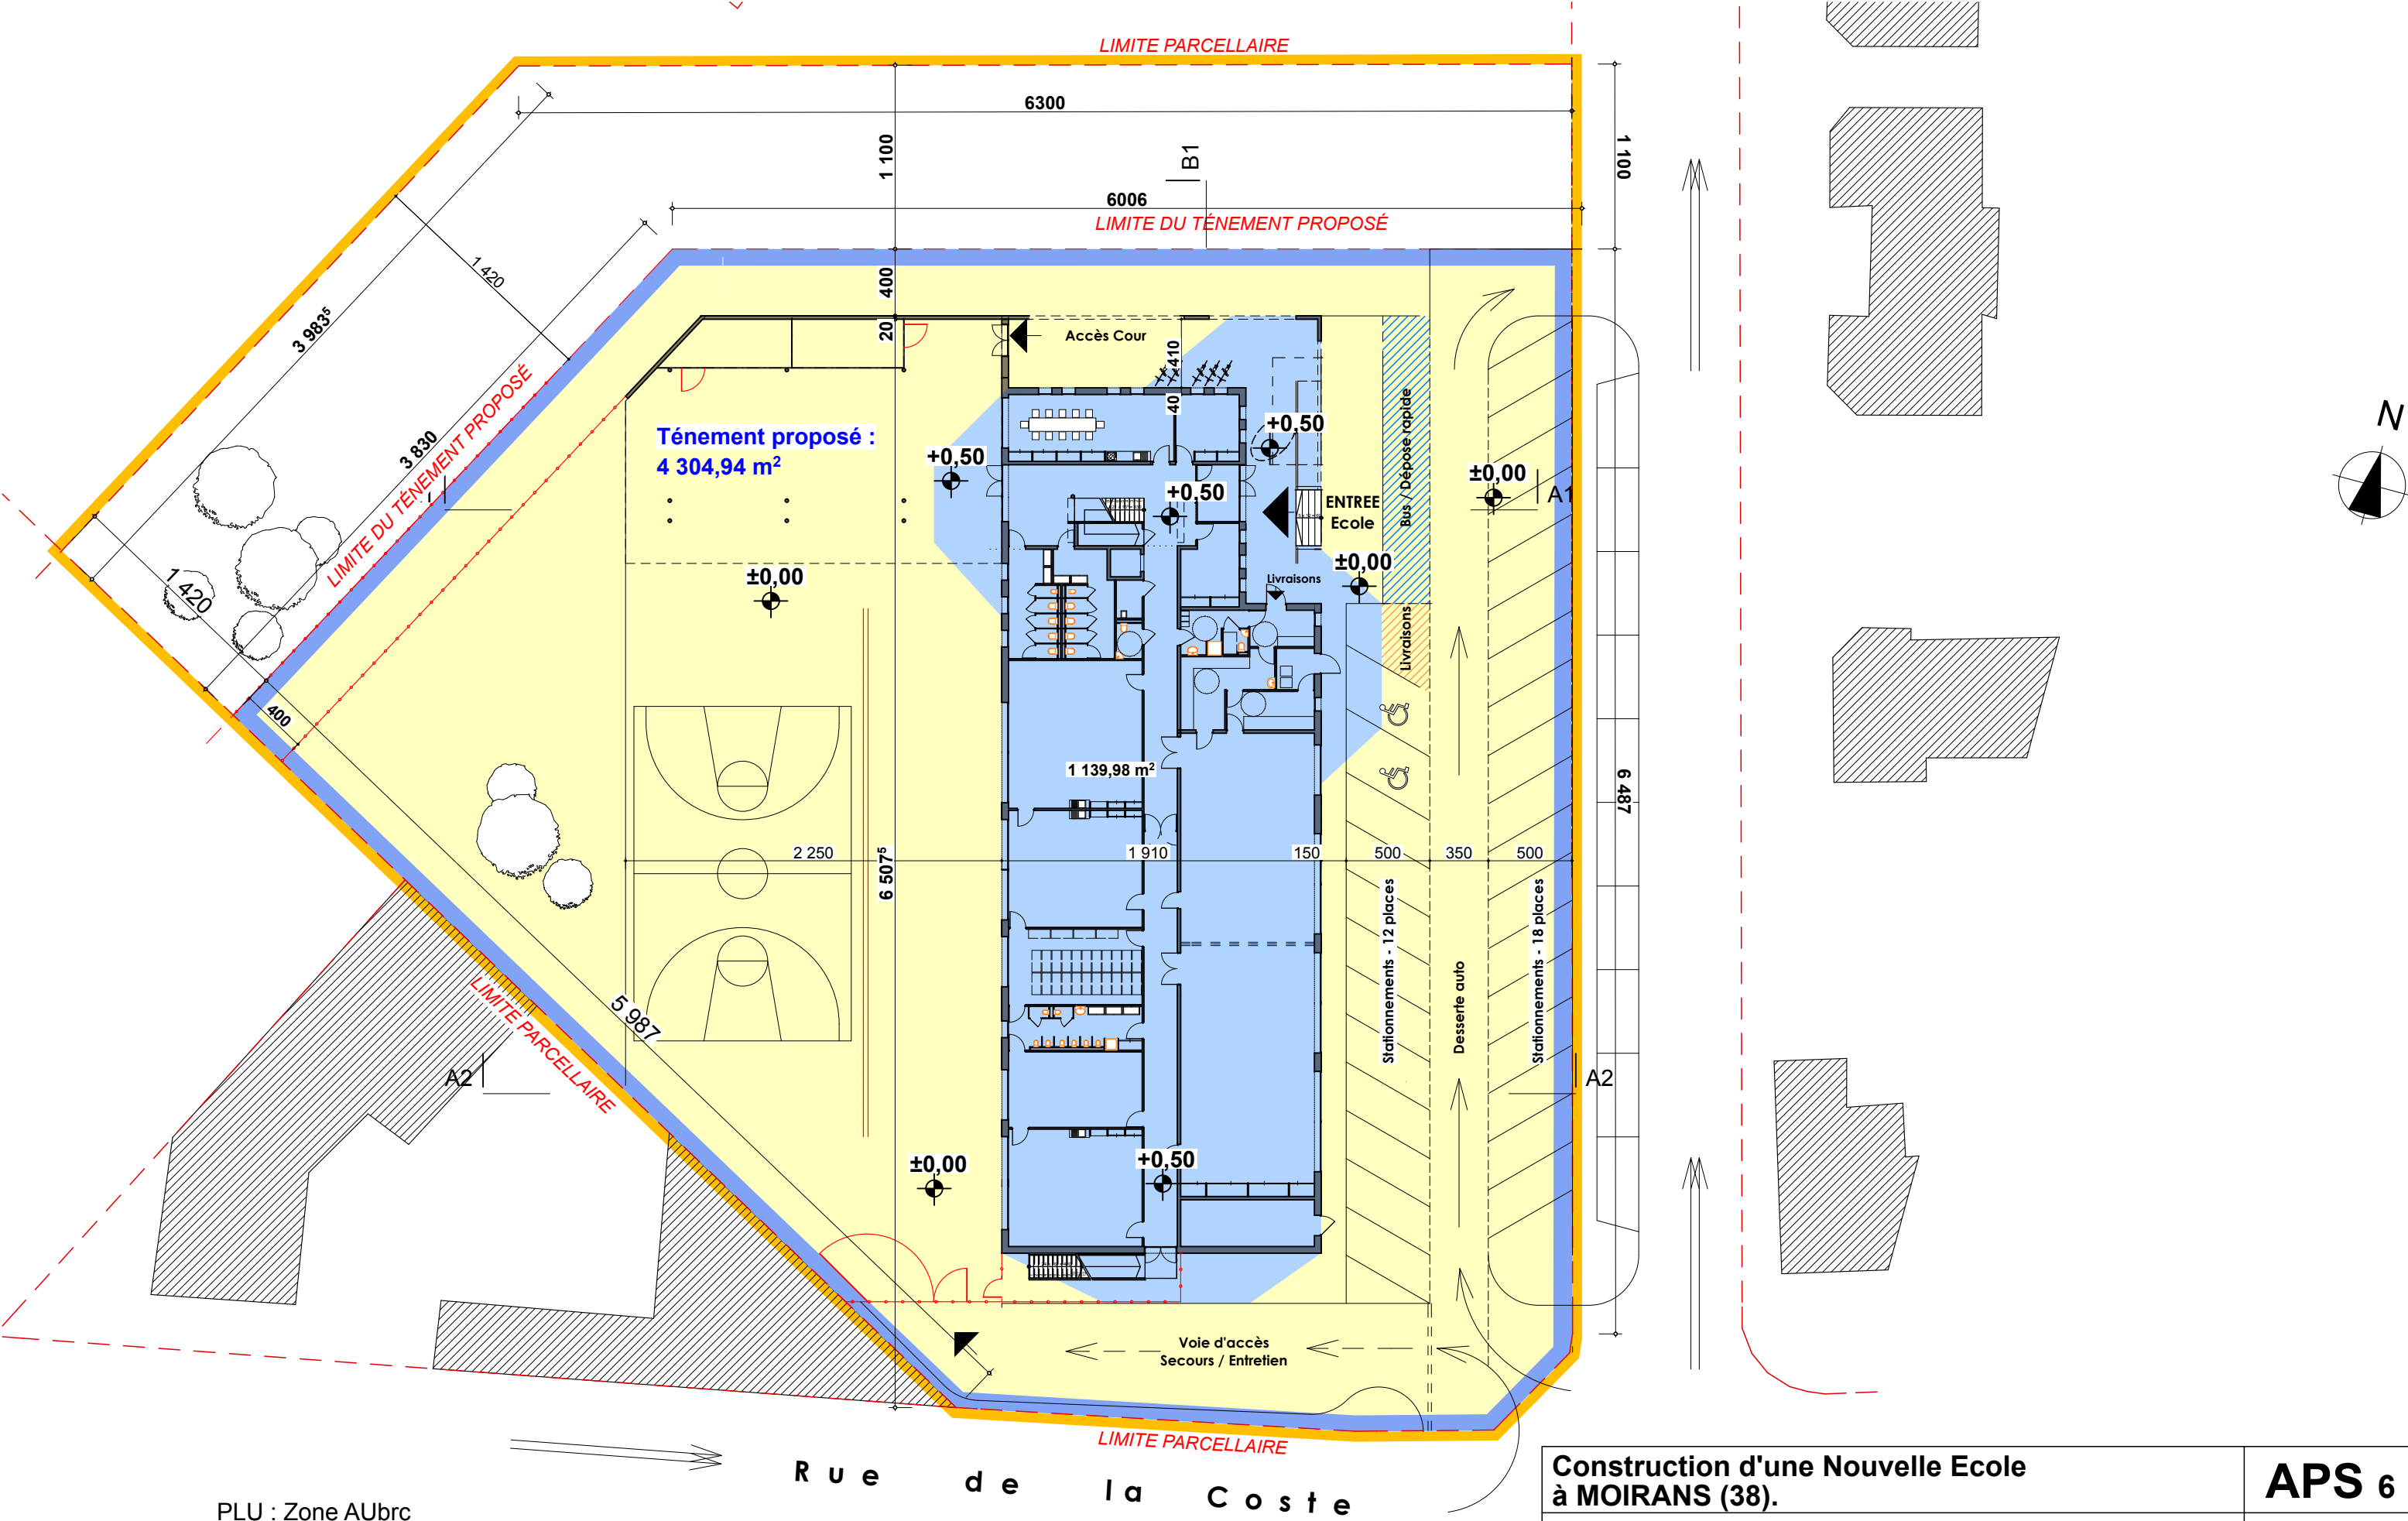 LIMITE PARCELLAIRE
6300
1 100
1 100
B1
6006
LIMITE DU TÉNEMENT PROPOSÉ
1 420
400
3 983⁵
20
Accès Cour
410
LIMITE DU TÉNEMENT PROPOSÉ
3 830
40
Bus / Dépose rapide
N
Ténement proposé :
4 304,94 m²
+0,50
+0,50
+0,50
±0,00
A1
ENTREE
Ecole
±0,00
±0,00
Livraisons
Livraisons
1 420
400
1 139,98 m²
6 487
2 250
1 910
150
500
350
500
6 507⁵
Stationnements - 12 places
Desserte auto
Stationnements - 18 places
5 987
LIMITE PARCELLAIRE
A2
A2
±0,00
+0,50
Voie d'accès
Secours / Entretien
LIMITE PARCELLAIRE
Rue de la Coste
Construction d'une Nouvelle Ecole
à MOIRANS (38).
APS 6
PLU : Zone AUbrc